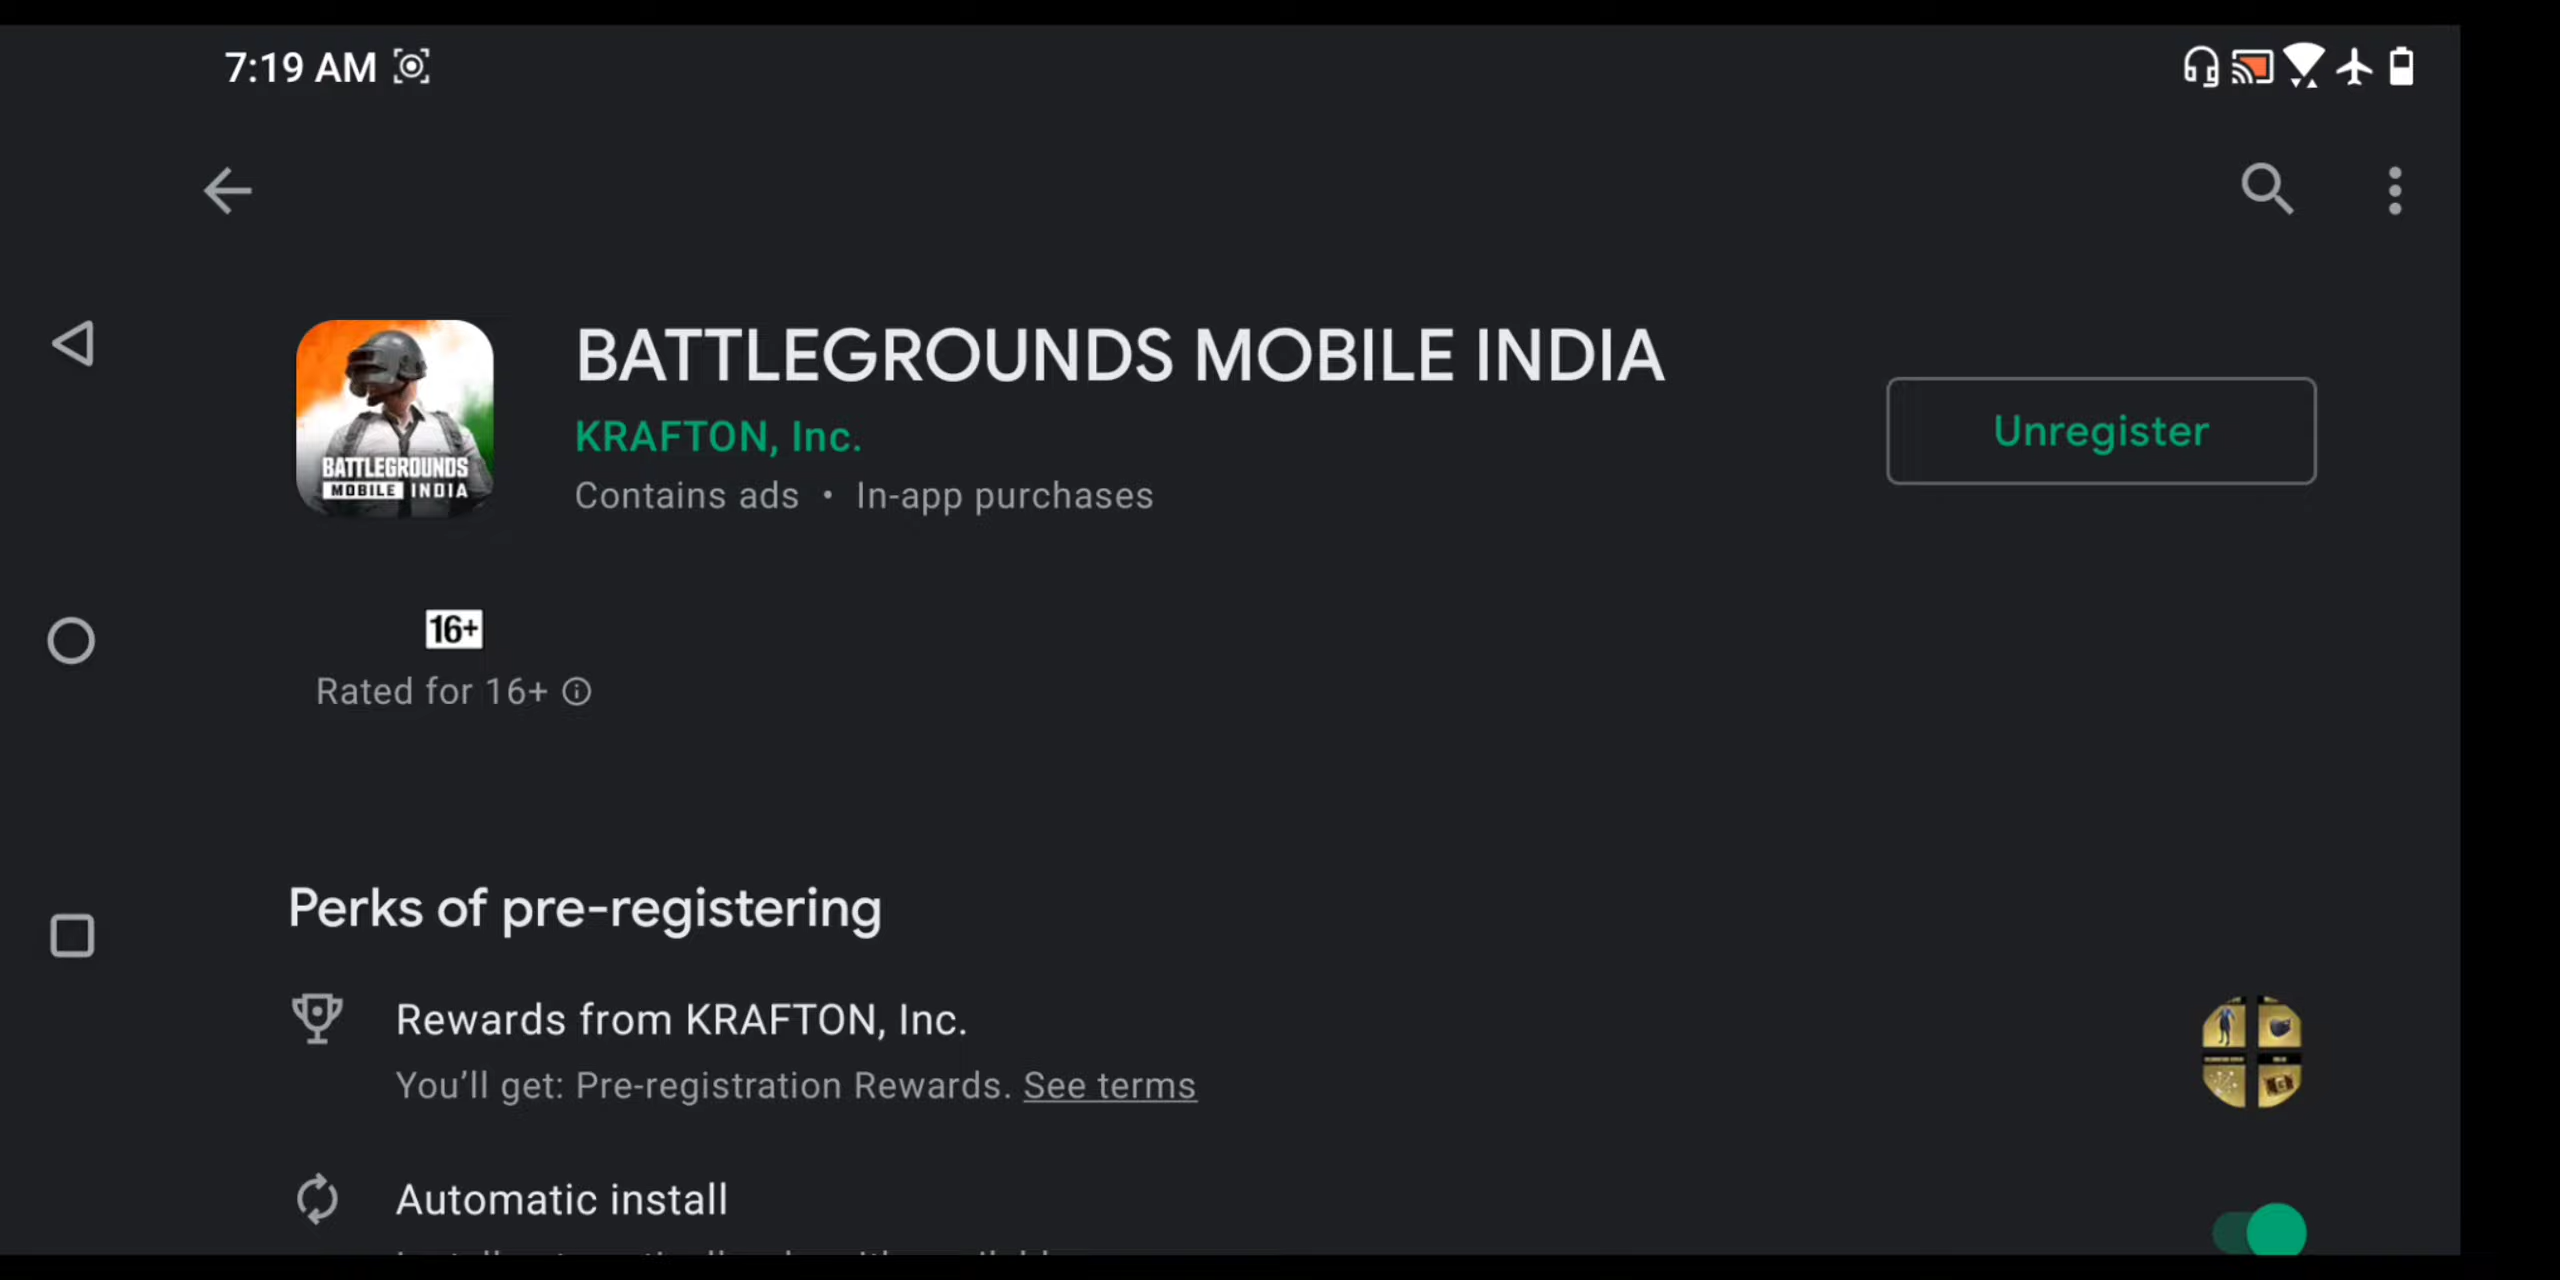 7:19 AM
BATTLEGROUNDS MOBILE INDIA
KRAFTON, Inc.
Contains ads • In-app purchases
Unregister
BATTLEGROUNDS
MOBILE INDIA
16+
Rated for 16+
Perks of pre-registering
Rewards from KRAFTON, Inc.
You’ll get: Pre-registration Rewards. See terms
Automatic install